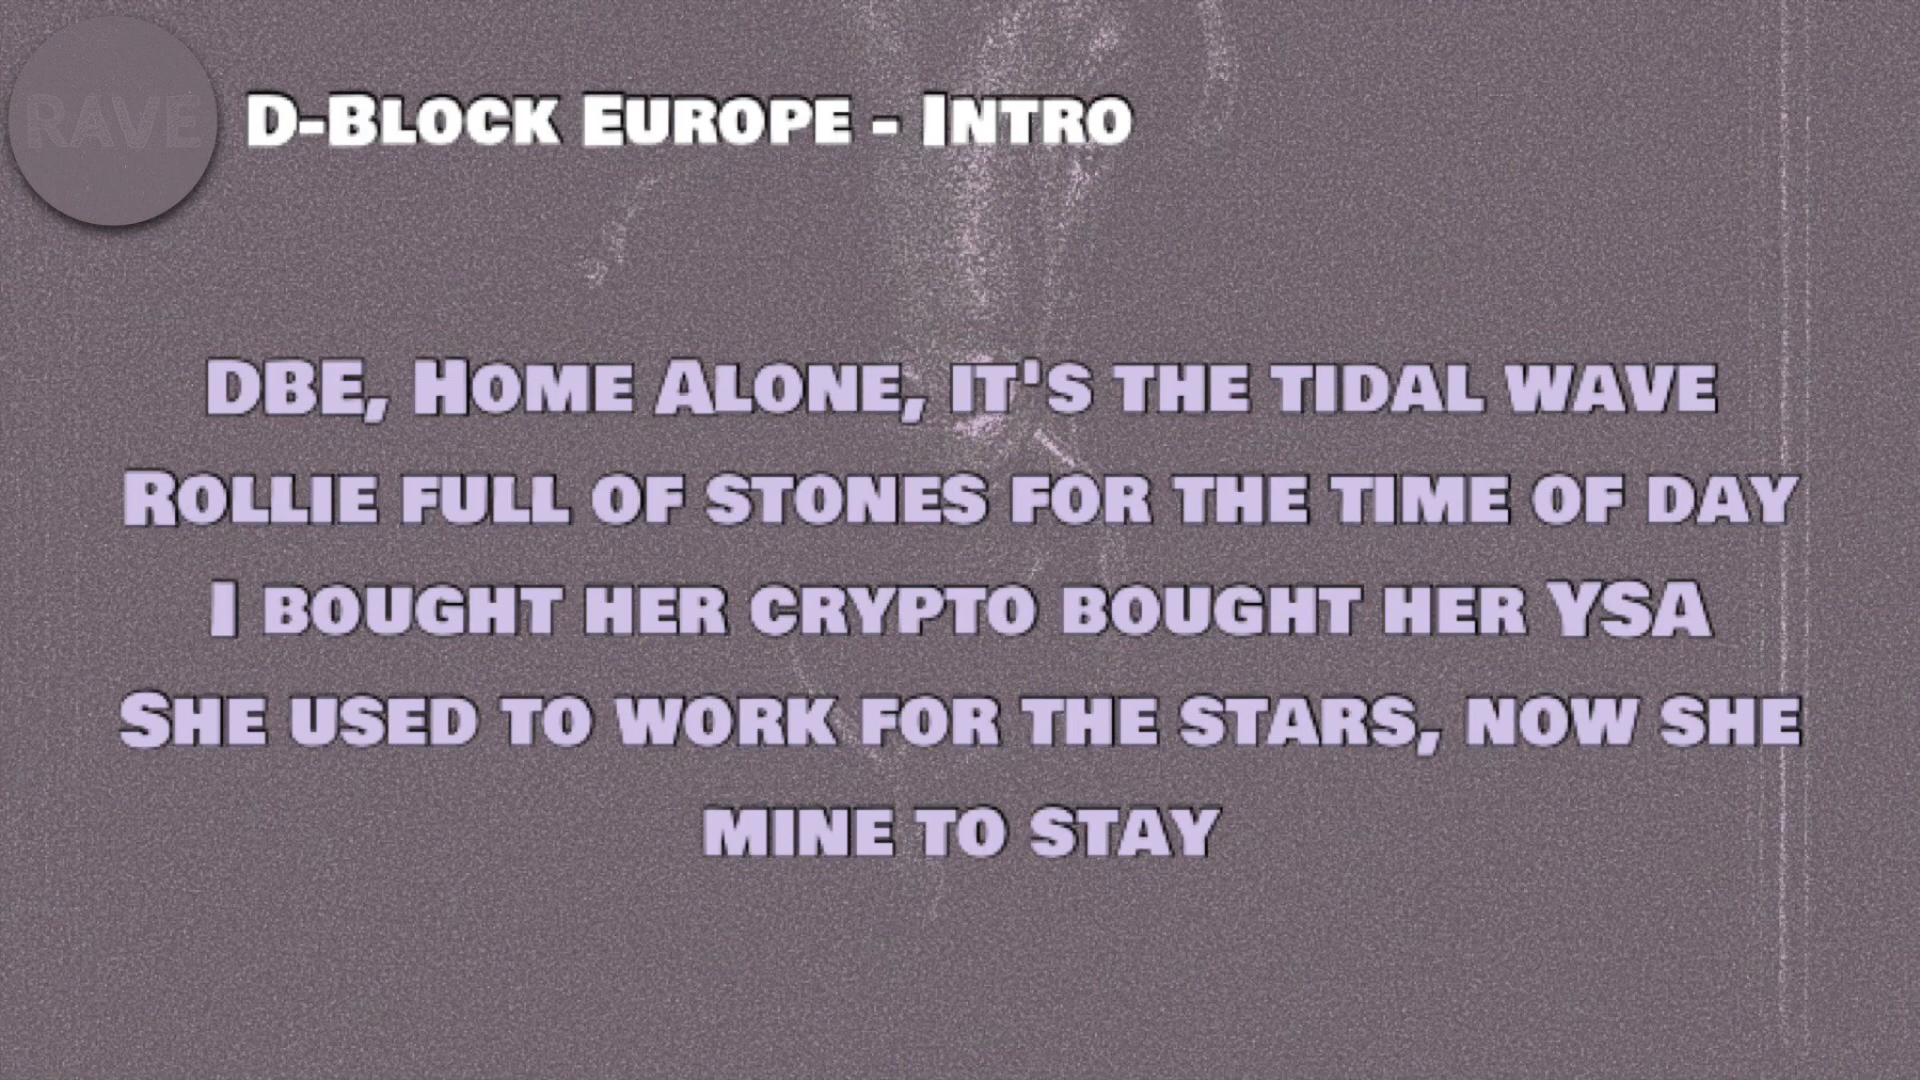 RAVE
D-Block Europe - Intro
DBE, Home Alone, it's the tidal wave
Rollie full of stones for the time of day
I bought her crypto bought her YSA
She used to work for the stars, now she
mine to stay